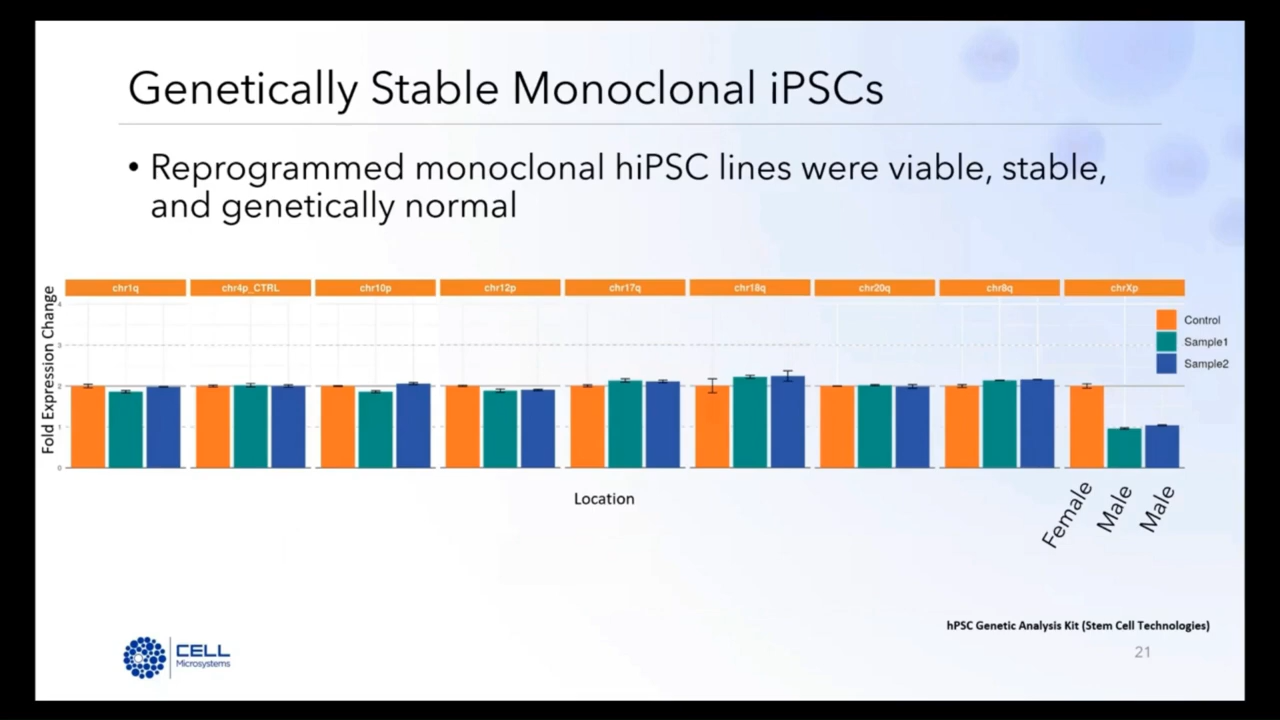 Genetically Stable Monoclonal iPSCs
• Reprogrammed monoclonal hiPSC lines were viable, stable,
and genetically normal
chr1q chr4p_CTRL chr10p chr12p chr17q chr18q chr20q chr8q chrXp
Fold Expression Change
4
3
2
1
0
Control
Sample1
Sample2
Female Male Male
Location
hPSC Genetic Analysis Kit (Stem Cell Technologies)
CELL
Microsystems
21